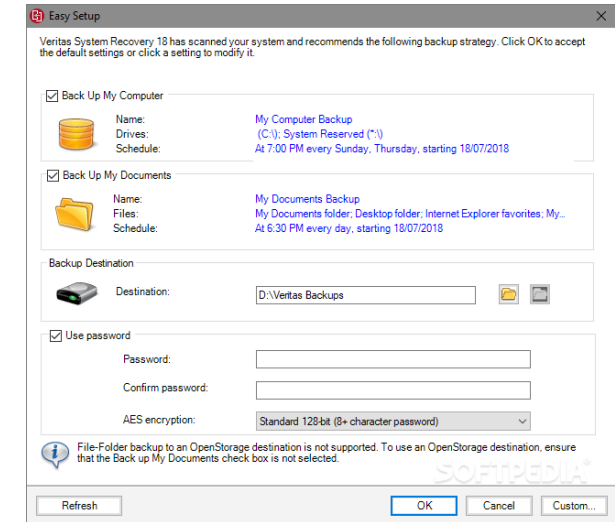 Easy Setup
Veritas System Recovery 18 has scanned your system and recommends the following backup strategy. Click OK to accept
the default settings or click a setting to modify it.
Back Up My Computer
Name: My Computer Backup
Drives: (C:\); System Reserved (*:\)
Schedule: At 7:00 PM every Sunday, Thursday, starting 18/07/2018
Back Up My Documents
Name: My Documents Backup
Files: My Documents folder; Desktop folder; Internet Explorer favorites; My...
Schedule: At 6:30 PM every day, starting 18/07/2018
Backup Destination
Destination: D:\Veritas Backups
Use password
Password:
Confirm password:
AES encryption: Standard 128-bit (8+ character password)
File-Folder backup to an OpenStorage destination is not supported. To use an OpenStorage destination, ensure
that the Back up My Documents check box is not selected.
SOFTPEDIA
Refresh OK Cancel Custom...